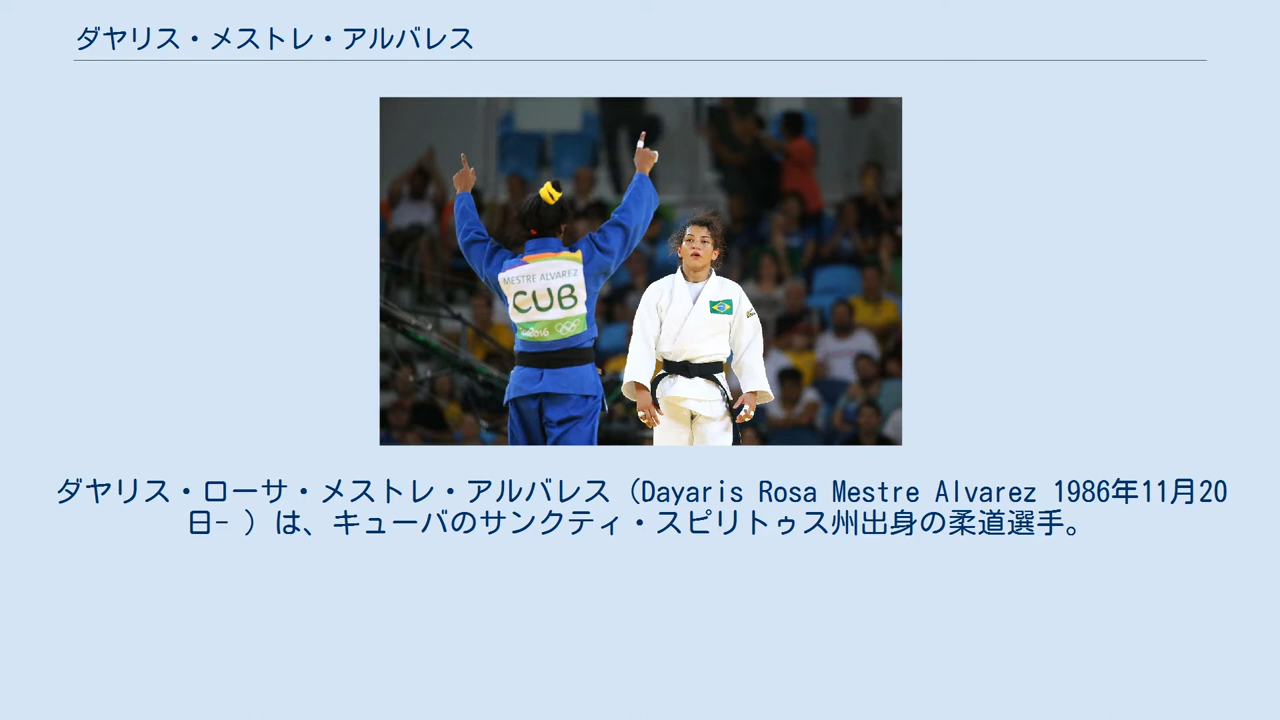 ダヤリス・メストレ・アルバレス
MESTRE ALVAREZ
CUB
ダヤリス・ローサ・メストレ・アルバレス（Dayaris Rosa Mestre Alvarez 1986年11月20
日- ）は、キューバのサンクティ・スピリトゥス州出身の柔道選手。